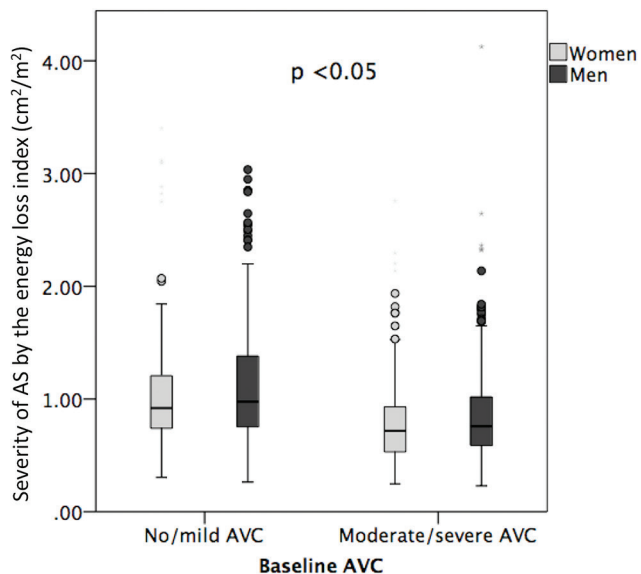 4.00
3.00
2.00
1.00
.00
Severity of AS by the energy loss index (cm²/m²)
p <0.05
Women
Men
No/mild AVC
Moderate/severe AVC
Baseline AVC